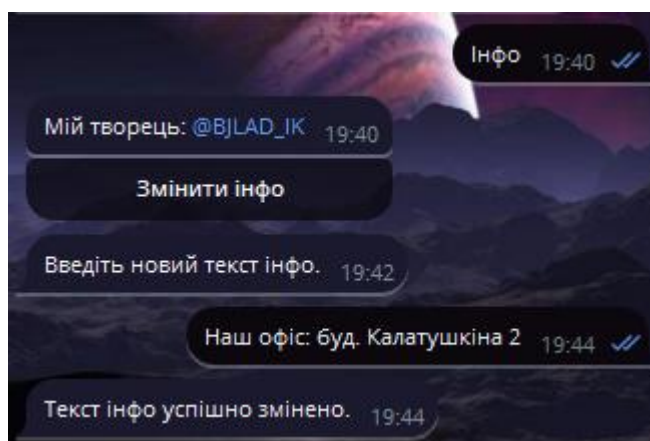 Інфо 19:40
Мій творець: @BJLAD_IK 19:40
Змінити інфо
Введіть новий текст інфо. 19:42
Наш офіс: буд. Калатушкіна 2 19:44
Текст інфо успішно змінено. 19:44